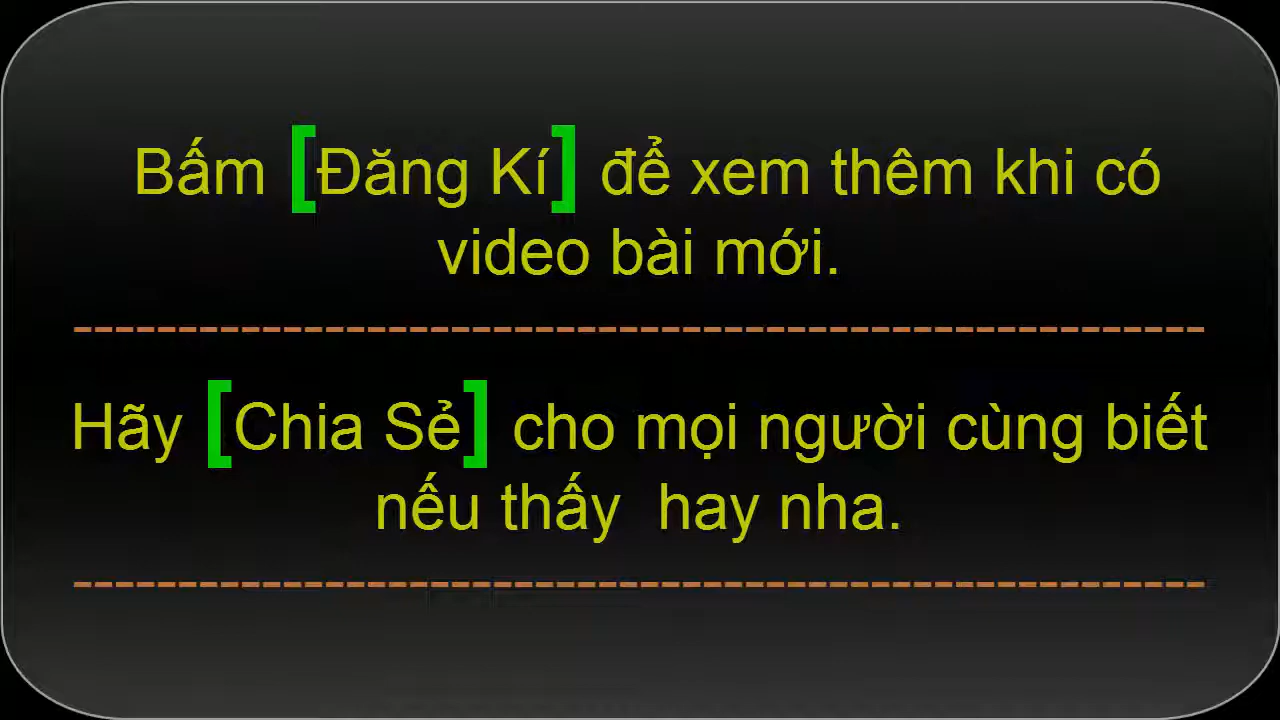 Bấm [Đăng Kí] để xem thêm khi có
video bài mới.
------------------------------------------------------
Hãy [Chia Sẻ] cho mọi người cùng biết
nếu thấy  hay nha.
------------------------------------------------------